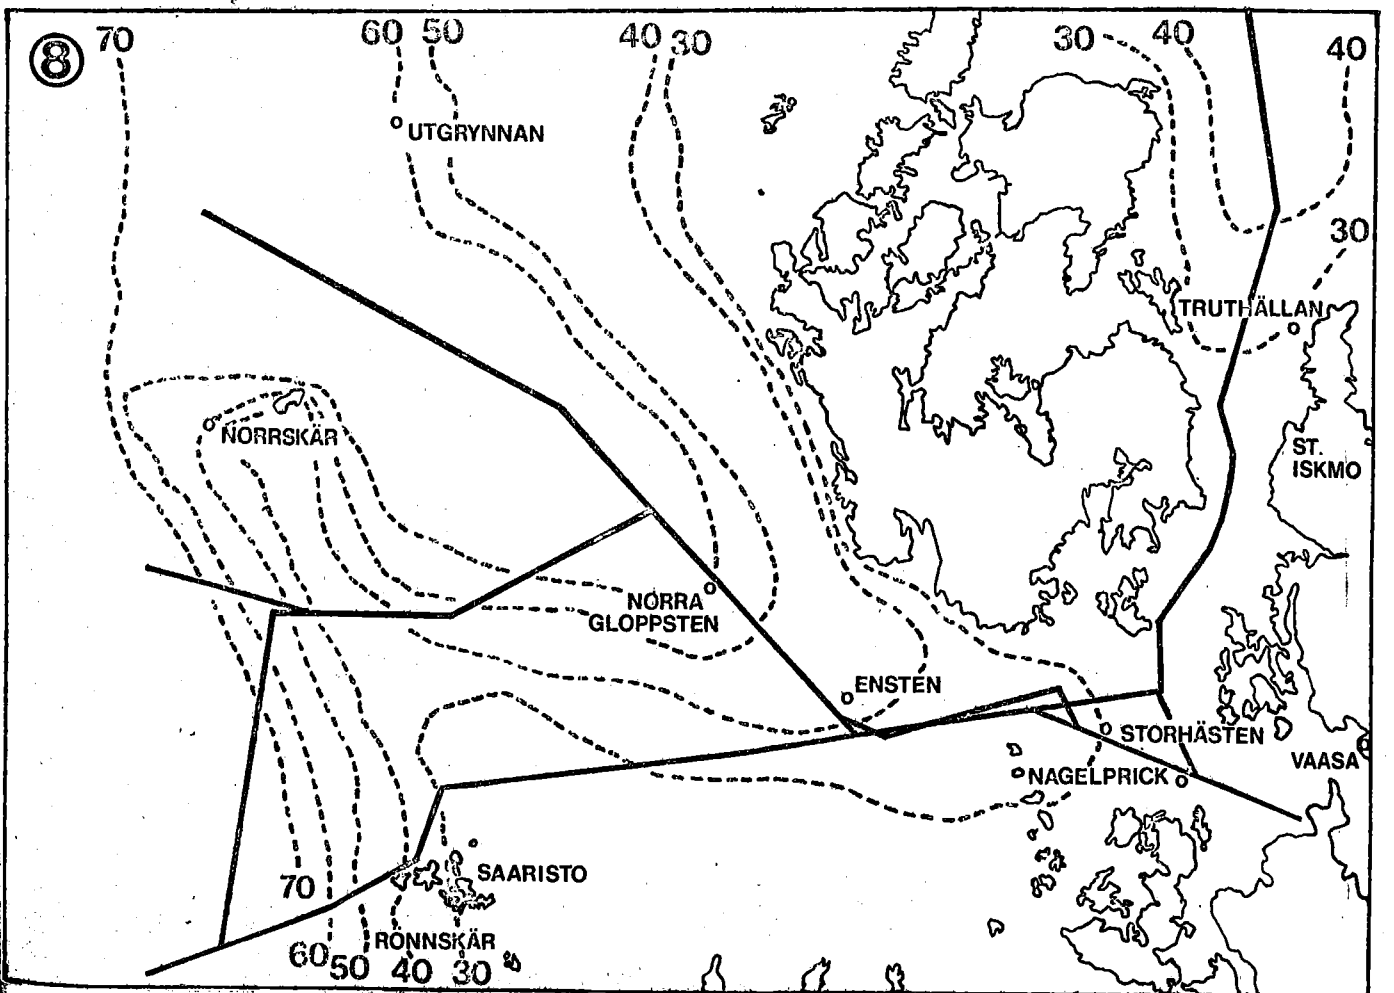 8
70
60
50
40
30
30
40
40
UTGRYNNAN
30
TRUTHÄLLAN
NORRSKÄR
ST.
ISKMO
NORRA
GLOPPSTEN
ENSTEN
STORHÄSTEN
VAASA
NAGELPRICK
SAARISTO
70
RÖNNSKÄR
60
50
40
30